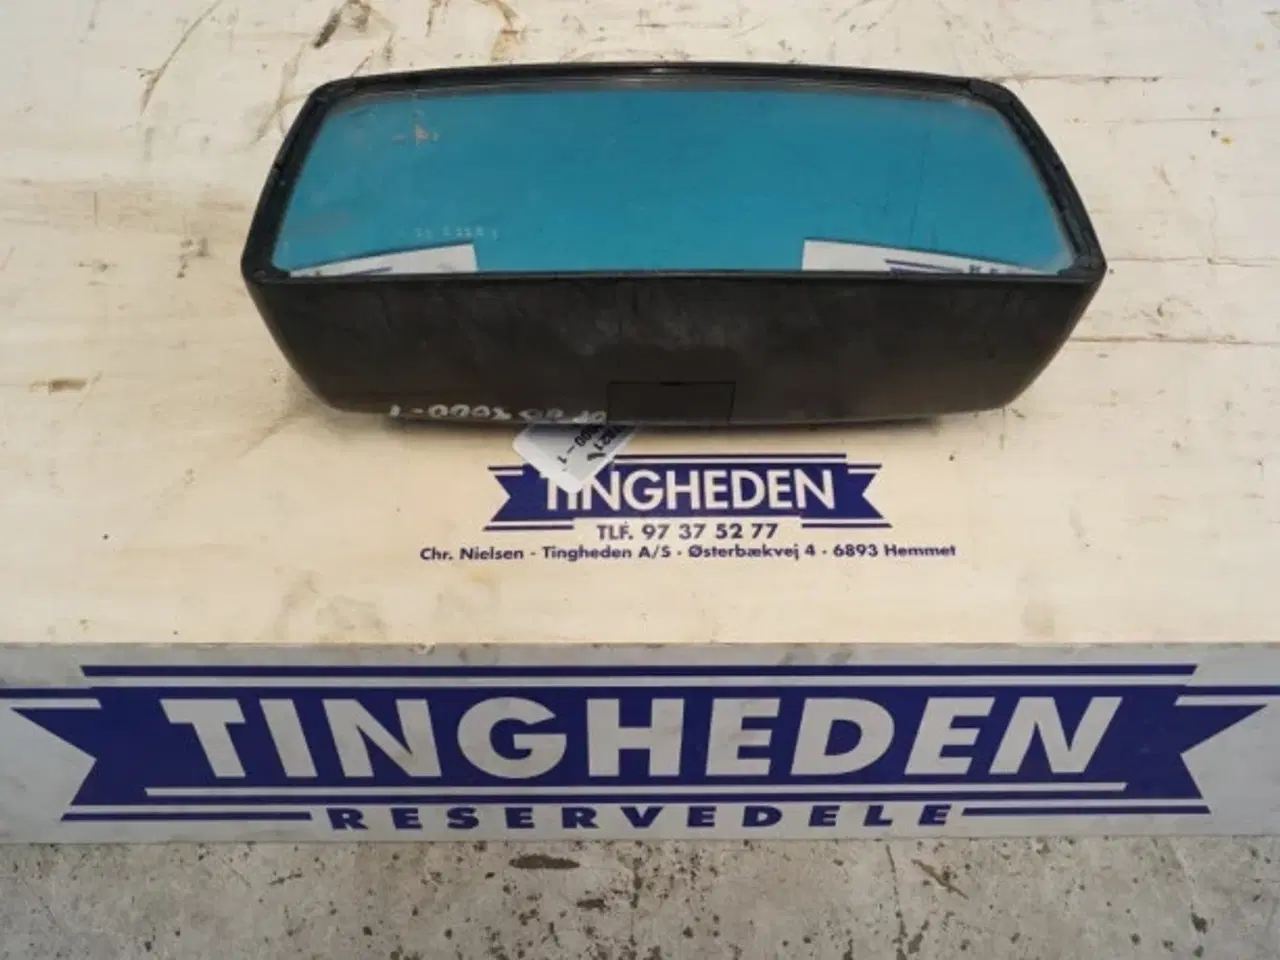 TINGHEDEN
TLF. 97 37 52 77
Chr. Nielsen - Tingheden A/S - Østerbækvej 4 - 6893 Hemmet
TINGHEDEN
RESERVEDELE